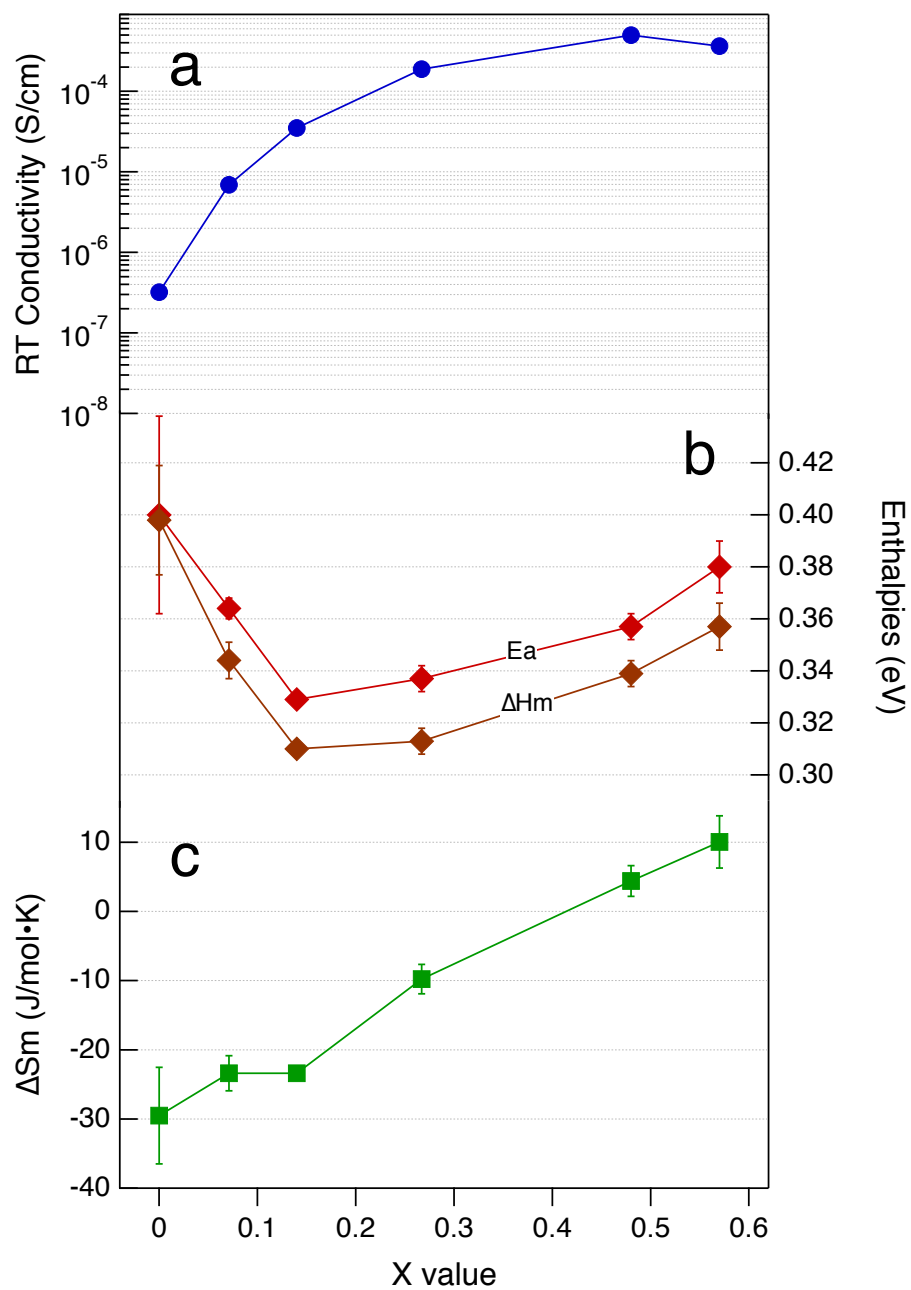 a
RT Conductivity (S/cm)
10-4
10-5
10-6
10-7
10-8
b
Enthalpies (eV)
0.42
0.40
0.38
0.36
0.34
0.32
0.30
Ea
ΔHm
c
ΔSm (J/mol•K)
10
0
-10
-20
-30
-40
0 0.1 0.2 0.3 0.4 0.5 0.6
X value